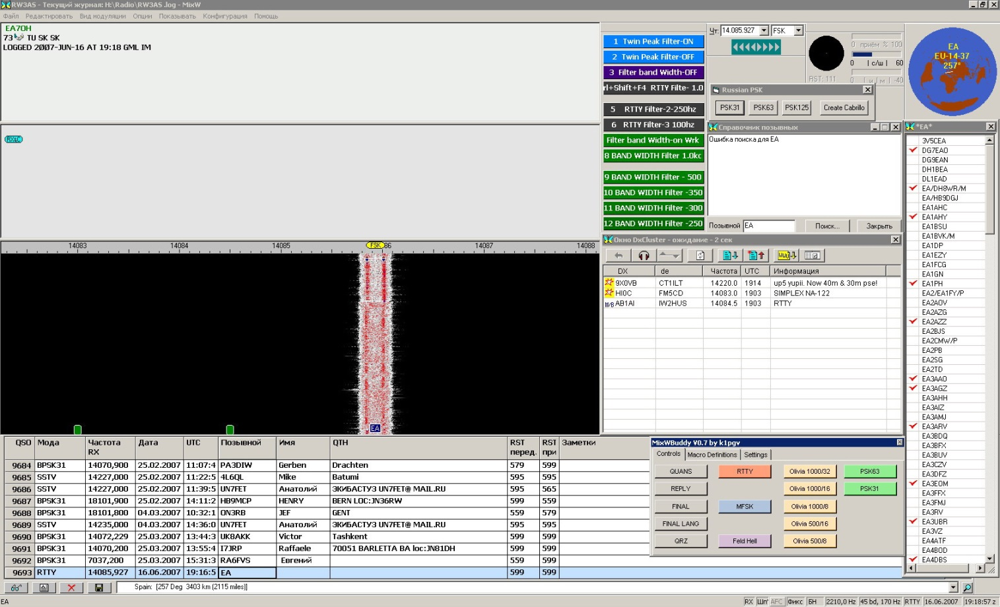 RW3AS - Текущий журнал: H:\Radio\RW3AS .log - MixW
Файл Редактировать Вид модуляции Опции Показывать Конфигурация Помощь
EA7OH
73 TU SK SK
LOGGED 2007-JUN-16 AT 19:18 GML IM
14083 14084 14085 FSK 86 14087 14088
EA
1 Twin Peak Filter-ON
2 Twin Peak Filter-OFF
3 Filter band Width-OFF
rl+Shift+F4 RTTY Filte- 1.0
5 RTTY Filter-2-250hz
6 RTTY Filter-3 100hz
Filter band Width-on Wrk
8 BAND WIDTH Filter 1.0kc
9 BAND WIDTH Filter - 500
10 BAND WIDTH Filter -350
11 BAND WIDTH Filter -300
12 BAND WIDTH Filter -250
Чт: 14.085.927 FSK
0 приём % 100
0 | с/ш | 60
RST: 111 0 | и | м | -40
EA
EU-14-37
257°
Russian PSK
PSK31 PSK63 PSK125 Create Cabrillo
Справочник позывных
Ошибка поиска для EA
Позывной EA Поиск... Закрыть
Окно DxCluster - ожидание - 2 сек
DX de Частота UTC Информация
9X0VB CT1ILT 14220.0 1914 up5 yupii. Now 40m & 30m pse!
HI0C FM5CD 14083.0 1903 SIMPLEX NA-122
M/B AB1AI IW2HUS 14084.5 1903 RTTY
*EA*
3V5CEA
DG7EAO
DG9EAN
DH1BEA
DL1EAD
EA/DH8WR/M
EA/HB9DGJ
EA1AHC
EA1AHY
EA1BSU
EA1BVK/M
EA1DP
EA1EZY
EA1FCG
EA1GN
EA1PH
EA2/EA1FY/P
EA2AOV
EA2AZG
EA2AZZ
EA2BJS
EA2CMW/P
EA2PB
EA2SG
EA2TD
EA3AAO
EA3AGZ
EA3AHH
EA3AIZ
EA3AMJ
EA3ARV
EA3BDQ
EA3BFX
EA3BUV
EA3CZV
EA3DFZ
EA3EOM
EA3FFX
EA3FMJ
EA3RV
EA3UBR
EA3VZ
EA4ATF
EA4BOD
EA4DBS
QSO Мода Частота RX Дата UTC Позывной Имя QTH RST перед. RST при Заметки
9684 BPSK31 14070,900 25.02.2007 11:07:4 PA3DIW Gerben Drachten 579 599
9685 SSTV 14227,000 25.02.2007 11:22:5 4L6QL Mike Batumi 595 595
9686 SSTV 14227,000 25.02.2007 11:39:5 UN7FET Анатолий ЭКИБАСТУЗ UN7FET@ MAIL.RU 595 565
9687 BPSK31 18101,900 25.02.2007 14:11:2 HB9MCP HENRY BERN LOC:JN36RW 599 559
9688 BPSK31 18101,800 04.03.2007 10:32:1 ON3RB JEF GENT 559 579
9689 SSTV 14235,000 04.03.2007 14:36:0 UN7FET Анатолий ЭКИБАСТУЗ UN7FET@ MAIL.RU 595 595
9690 BPSK31 14072,229 25.03.2007 13:44:3 UK8AKK Victor Tashkent 599 599
9691 BPSK31 14070,200 25.03.2007 13:55:4 I7JRP Raffaele 70051 BARLETTA BA loc:JN81DH 599 599
9692 BPSK31 7037,200 25.03.2007 15:31:3 RA6FVS Евгений 559 599
9693 RTTY 14085,927 16.06.2007 19:16:5 EA 599 599
MixWBuddy V0.7 by k1pgv
Controls Macro Definitions Settings
QUANS RTTY Olivia 1000/32 PSK63
REPLY Olivia 1000/16 PSK31
FINAL MFSK Olivia 1000/8
FINAL LANG Olivia 500/16
QRZ Feld Hell Olivia 500/8
Spain: [257 Deg 3403 km (2115 miles)]
EA RX Шп AFC Фикс БН 2210,0 Hz 45 bd, 170 Hz RTTY 16.06.2007 19:18:57 z